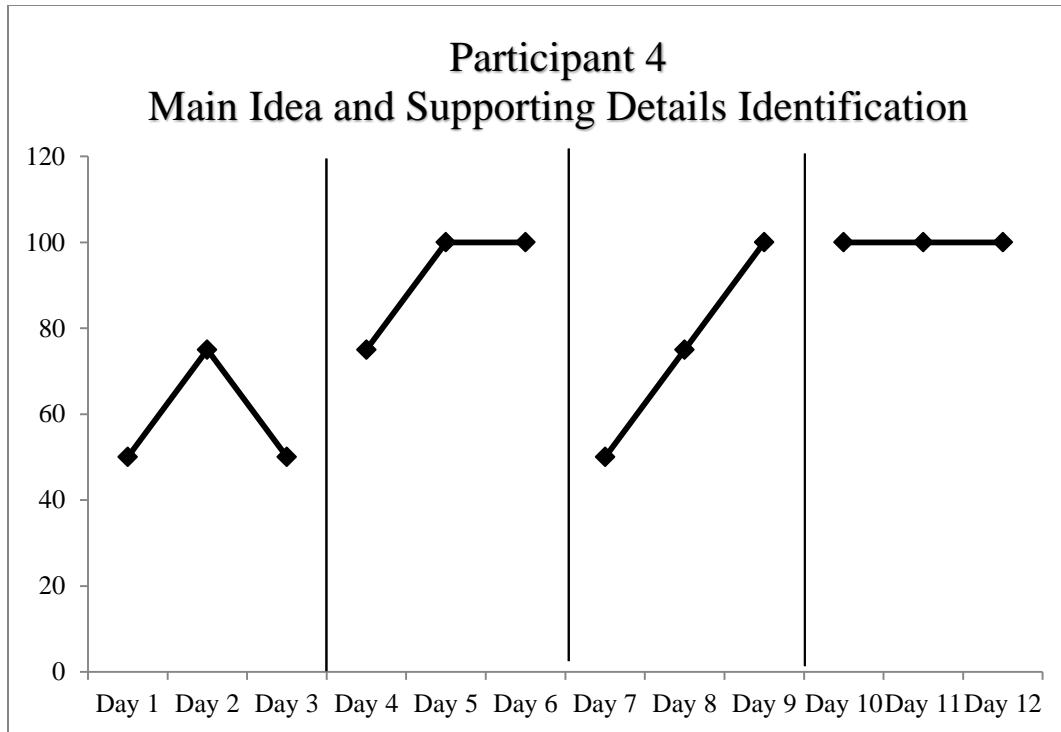 Participant 4
Main Idea and Supporting Details Identification
120
100
80
60
40
20
0
Day 1 Day 2 Day 3 Day 4 Day 5 Day 6 Day 7 Day 8 Day 9 Day 10 Day 11 Day 12